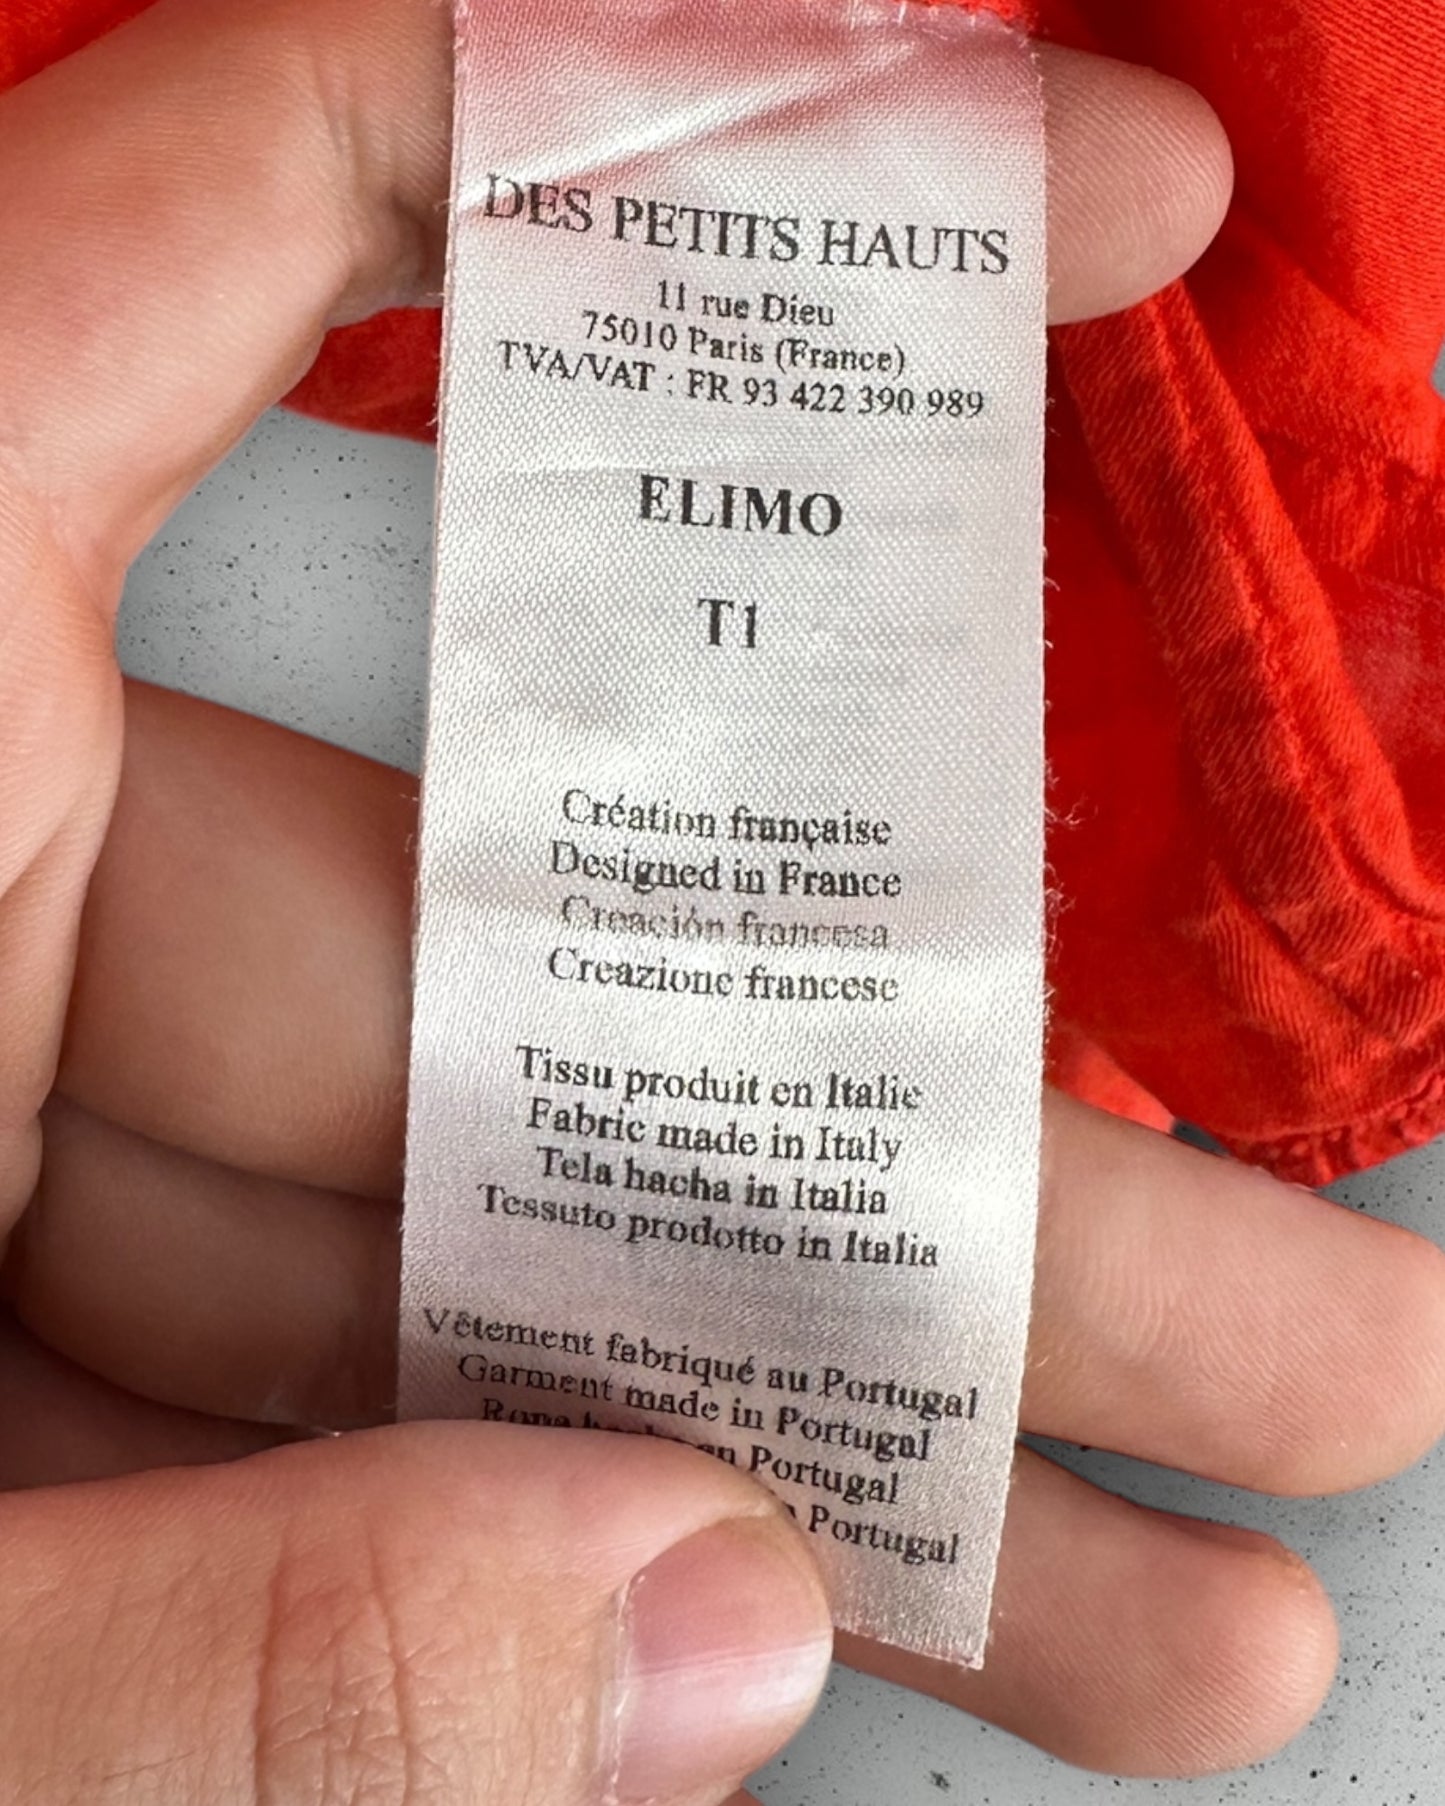 DES PETITS HAUTS
11 rue Dieu
75010 Paris (France)
TVA/VAT : FR 93 422 390 989
ELIMO
T1
Création française
Designed in France
Creación francesa
Creazione francese
Tissu produit en Italie
Fabric made in Italy
Tela hacha in Italia
Tessuto prodotto in Italia
Vêtement fabriqué au Portugal
Garment made in Portugal
en Portugal
Portugal